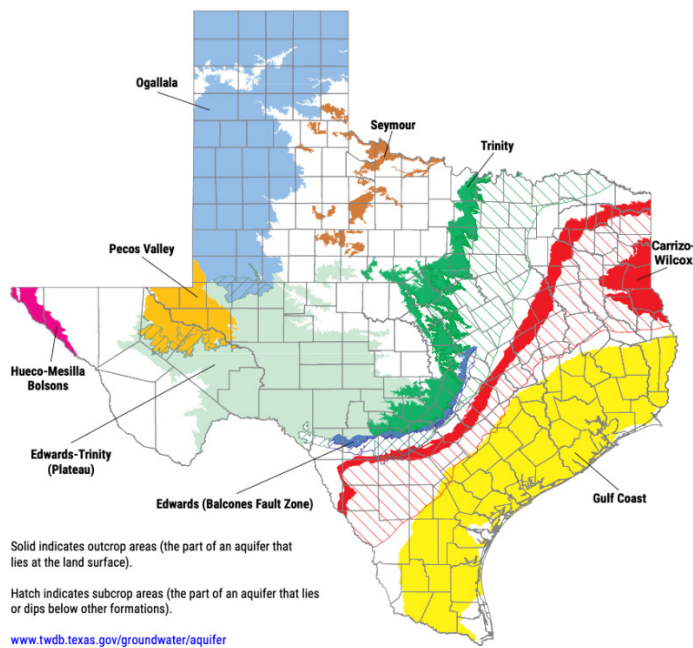 Ogallala
Seymour
Trinity
Pecos Valley
Carrizo-
Wilcox
Hueco-Mesilla
Bolsons
Edwards-Trinity
(Plateau)
Edwards (Balcones Fault Zone)
Gulf Coast
Solid indicates outcrop areas (the part of an aquifer that
lies at the land surface).
Hatch indicates subcrop areas (the part of an aquifer that lies
or dips below other formations).
www.twdb.texas.gov/groundwater/aquifer